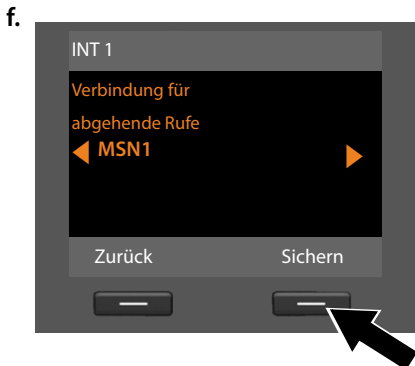 f.
INT 1
Verbindung für
abgehende Rufe
MSN1
Zurück Sichern